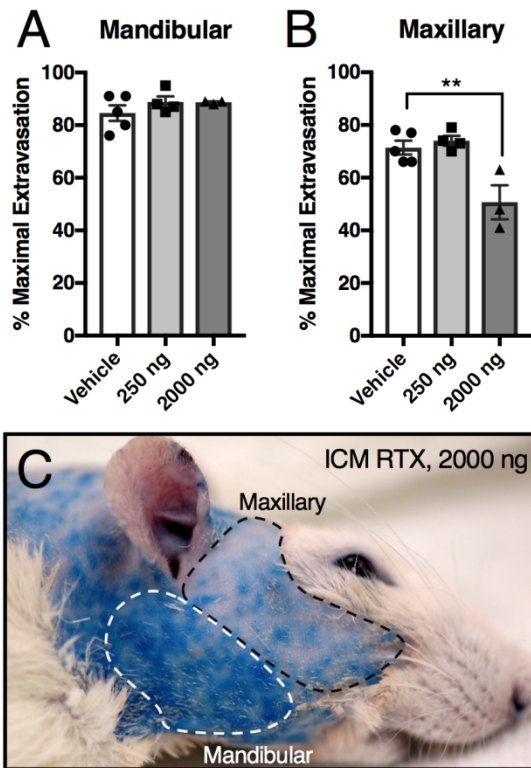 A
Mandibular
% Maximal Extravasation
100
80
60
40
20
0
Vehicle
250 ng
2000 ng
B
Maxillary
**
% Maximal Extravasation
100
80
60
40
20
0
Vehicle
250 ng
2000 ng
C
ICM RTX, 2000 ng
Maxillary
Mandibular